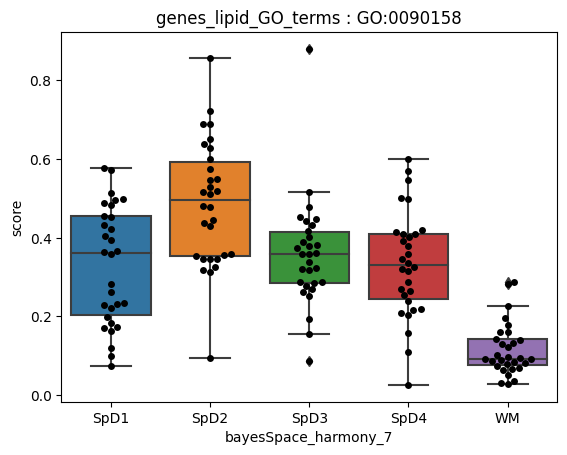 genes_lipid_GO_terms : GO:0090158
score
0.8
0.6
0.4
0.2
0.0
SpD1 SpD2 SpD3 SpD4 WM
bayesSpace_harmony_7